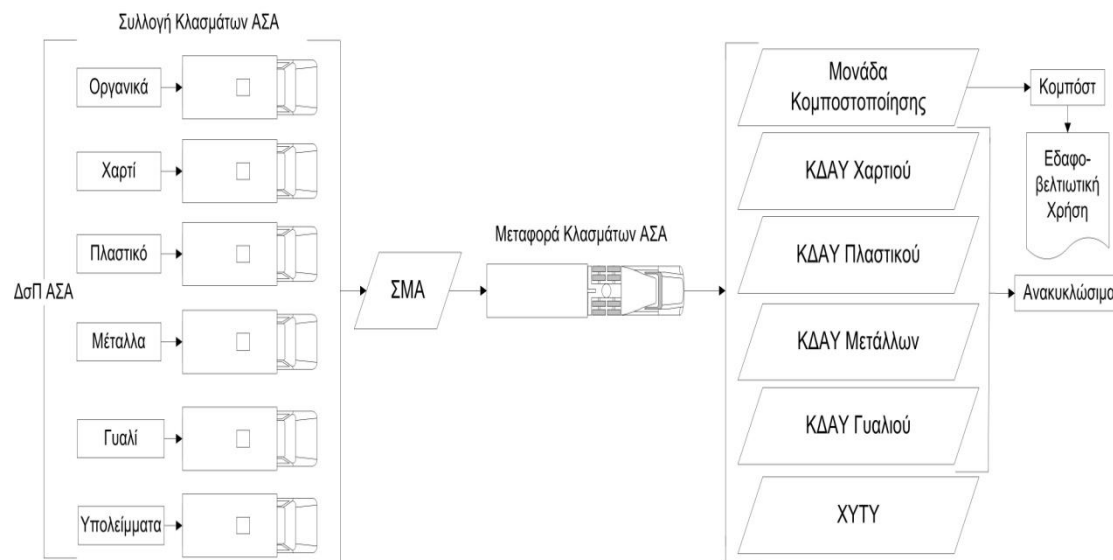 Συλλογή Κλασμάτων ΑΣΑ
ΔσΠ ΑΣΑ
Οργανικά
Χαρτί
Πλαστικό
Μέταλλα
Γυαλί
Υπολείμματα
ΣΜΑ
Μεταφορά Κλασμάτων ΑΣΑ
Μονάδα
Κομποστοποίησης
ΚΔΑΥ Χαρτιού
ΚΔΑΥ Πλαστικού
ΚΔΑΥ Μετάλλων
ΚΔΑΥ Γυαλιού
ΧΥΤΥ
Κομπόστ
Εδαφο-
βελτιωτική
Χρήση
Ανακυκλώσιμα